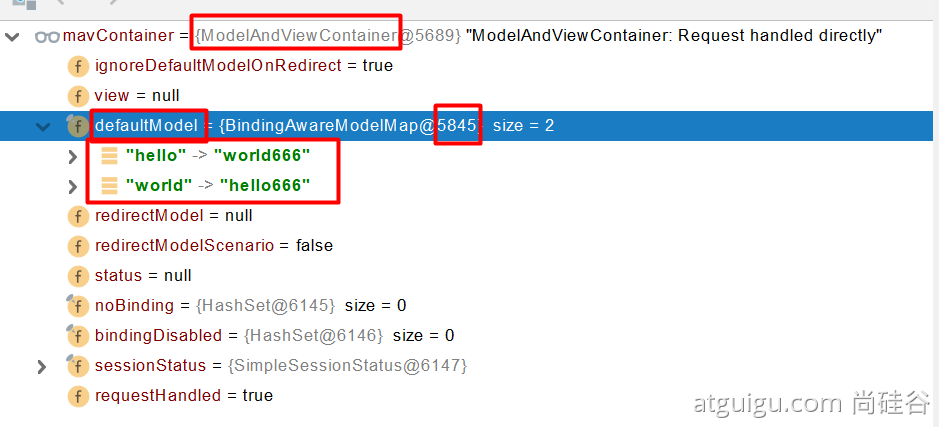 mavContainer = {ModelAndViewContainer@5689} "ModelAndViewContainer: Request handled directly"
f ignoreDefaultModelOnRedirect = true
f view = null
f defaultModel = {BindingAwareModelMap@5845} size = 2
"hello" -> "world666"
"world" -> "hello666"
f redirectModel = null
f redirectModelScenario = false
f status = null
f noBinding = {HashSet@6145} size = 0
f bindingDisabled = {HashSet@6146} size = 0
f sessionStatus = {SimpleSessionStatus@6147}
f requestHandled = true
atguigu.com 尚硅谷